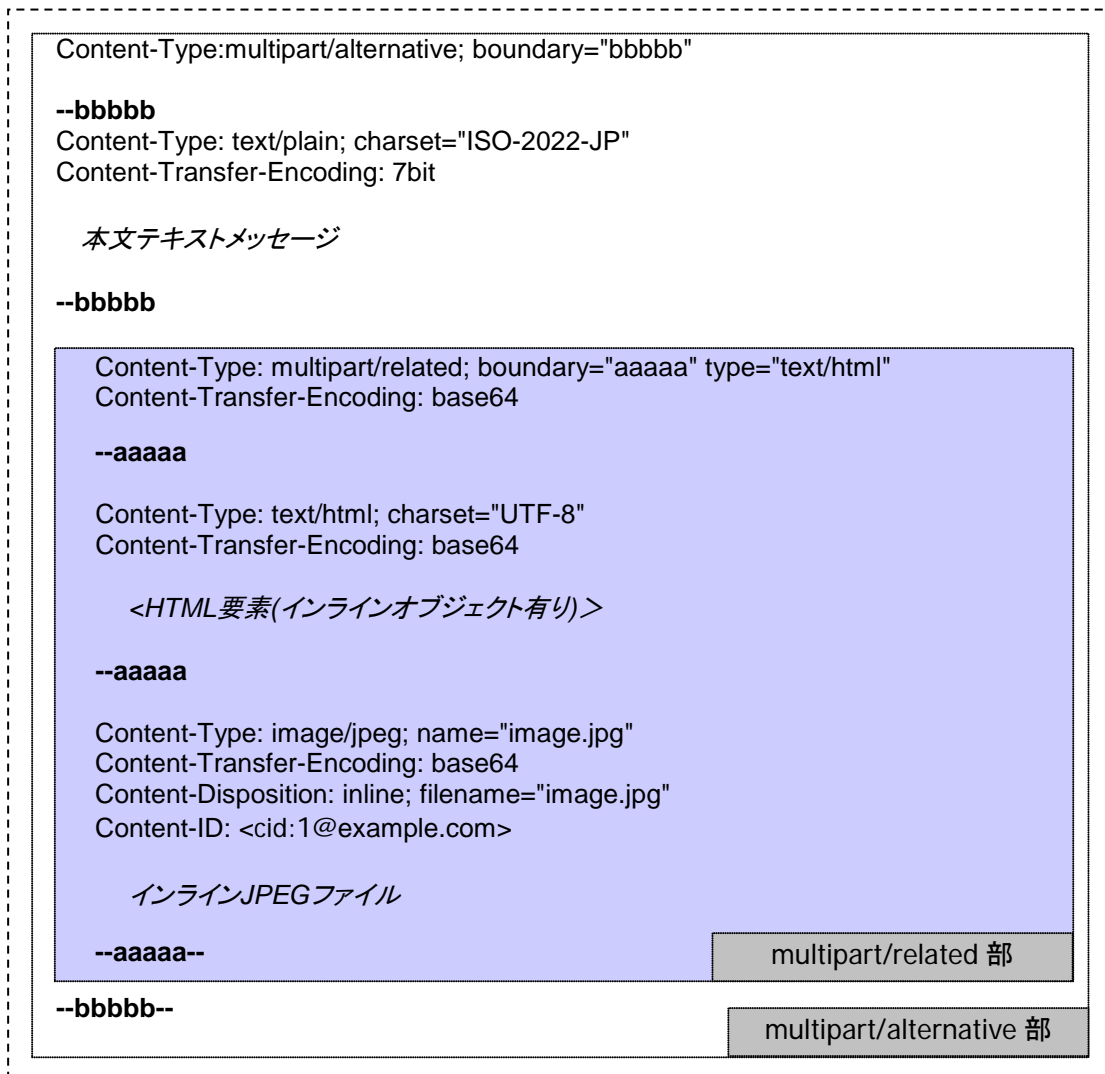 Content-Type:multipart/alternative; boundary="bbbbb"
--bbbbb
Content-Type: text/plain; charset="ISO-2022-JP"
Content-Transfer-Encoding: 7bit
本文テキストメッセージ
--bbbbb
Content-Type: multipart/related; boundary="aaaaa" type="text/html"
Content-Transfer-Encoding: base64
--aaaaa
Content-Type: text/html; charset="UTF-8"
Content-Transfer-Encoding: base64
<HTML要素(インラインオブジェクト有り)＞
--aaaaa
Content-Type: image/jpeg; name="image.jpg"
Content-Transfer-Encoding: base64
Content-Disposition: inline; filename="image.jpg"
Content-ID: <cid:1@example.com>
インラインJPEGファイル
--aaaaa--
multipart/related 部
--bbbbb--
multipart/alternative 部